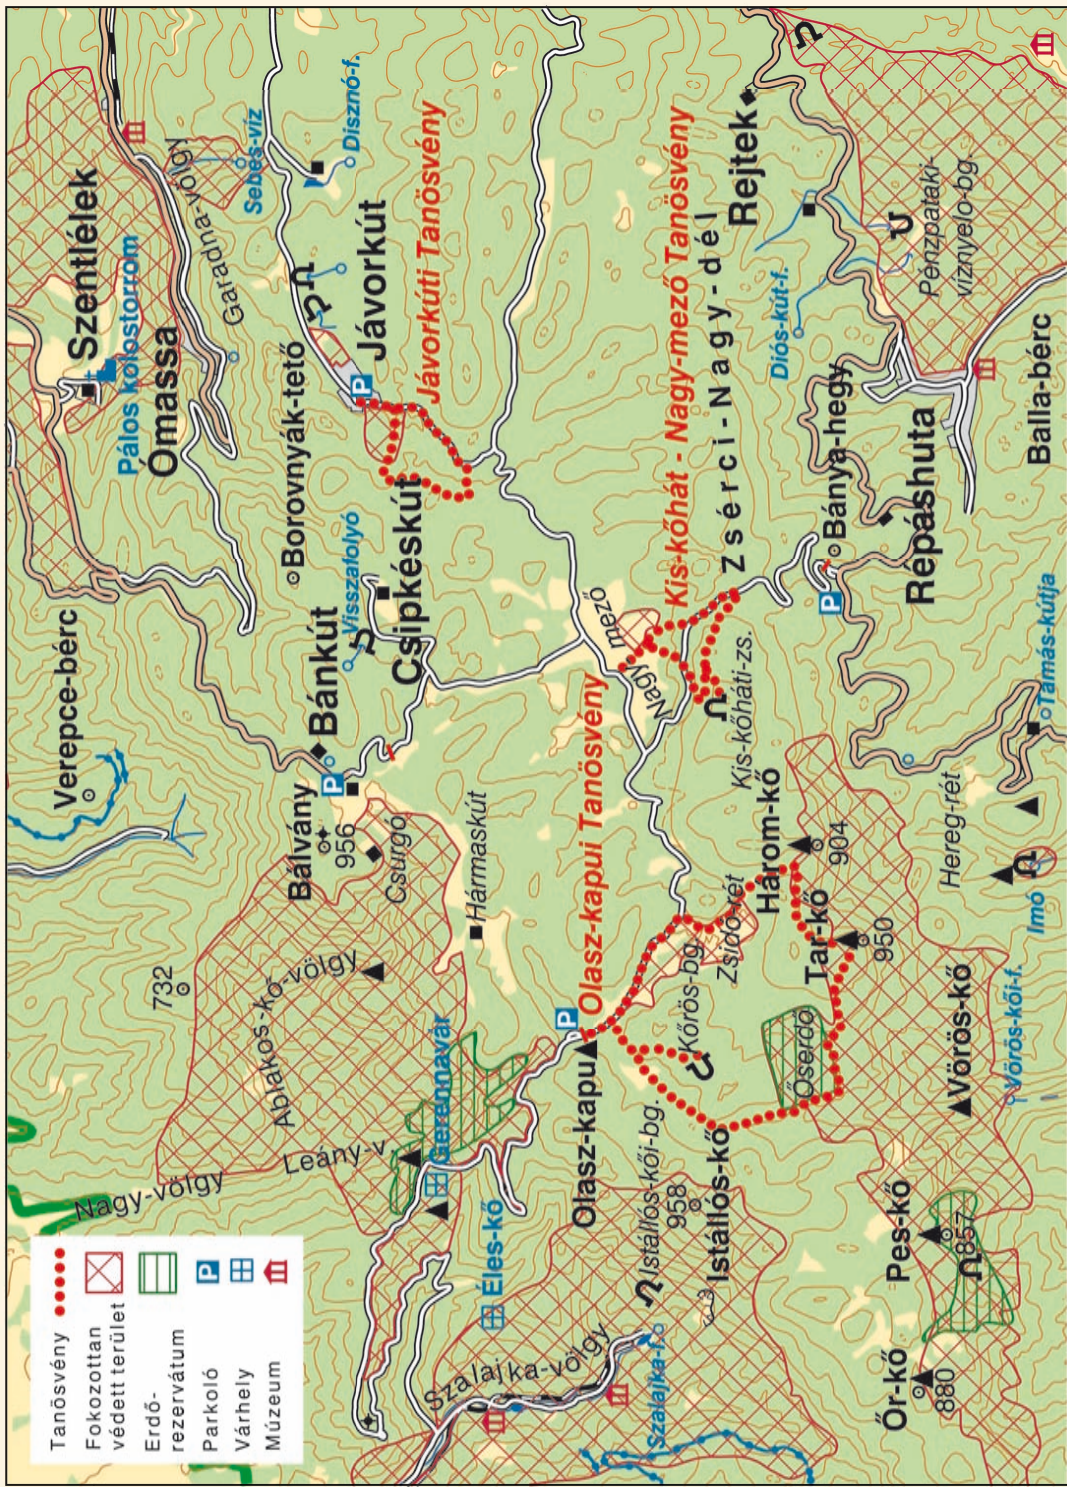 Tanösvény
Fokozottan
védett terület
Erdő-
rezervátum
Parkoló
Várhely
Múzeum
Nagy-völgy
732
Verepce-bérc
Szentlélek
Pálos kolostorrom
Ómassa
Garadna-völgy
Sebes-víz
Disznó-f.
Ablakos-kő-völgy
Leány-v.
Gerennavár
Bálvány
956
Csurgó
Bánkút
Visszafolyó
Borovnyák-tető
Jávorkút
Jávorkúti Tanösvény
Csipkéskút
Hármaskút
Éles-kő
Szalajka-völgy
Szalajka-f.
Olasz-kapu
Olasz-kapui Tanösvény
Istállós-kői-bg.
958
Istállós-kő
Kőrös-bg.
Zsidó-rét
Őserdő
Három-kő
904
Tar-kő
950
Nagy mező
Kis-kőháti-zs.
Kis-kőhát - Nagy-mező Tanösvény
Zsérci-Nagy-dél
Rejtek
Diós-kút-f.
Bánya-hegy
Répáshuta
Pénzpataki-
víznyelo-bg.
Balla-bérc
Tamás-kútja
Hereg-rét
Imó
Vörös-kő
Vörös-kői-f.
Pes-kő
857
Őr-kő
880